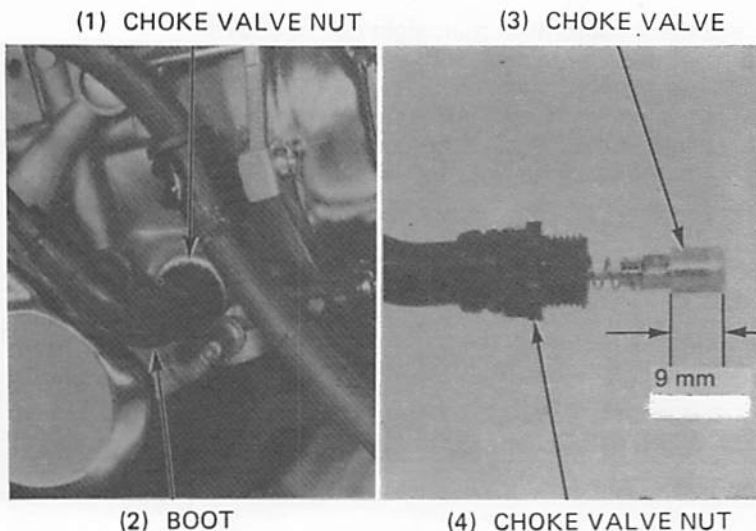 (1) CHOKE VALVE NUT
(3) CHOKE VALVE
9 mm
(2) BOOT
(4) CHOKE VALVE NUT